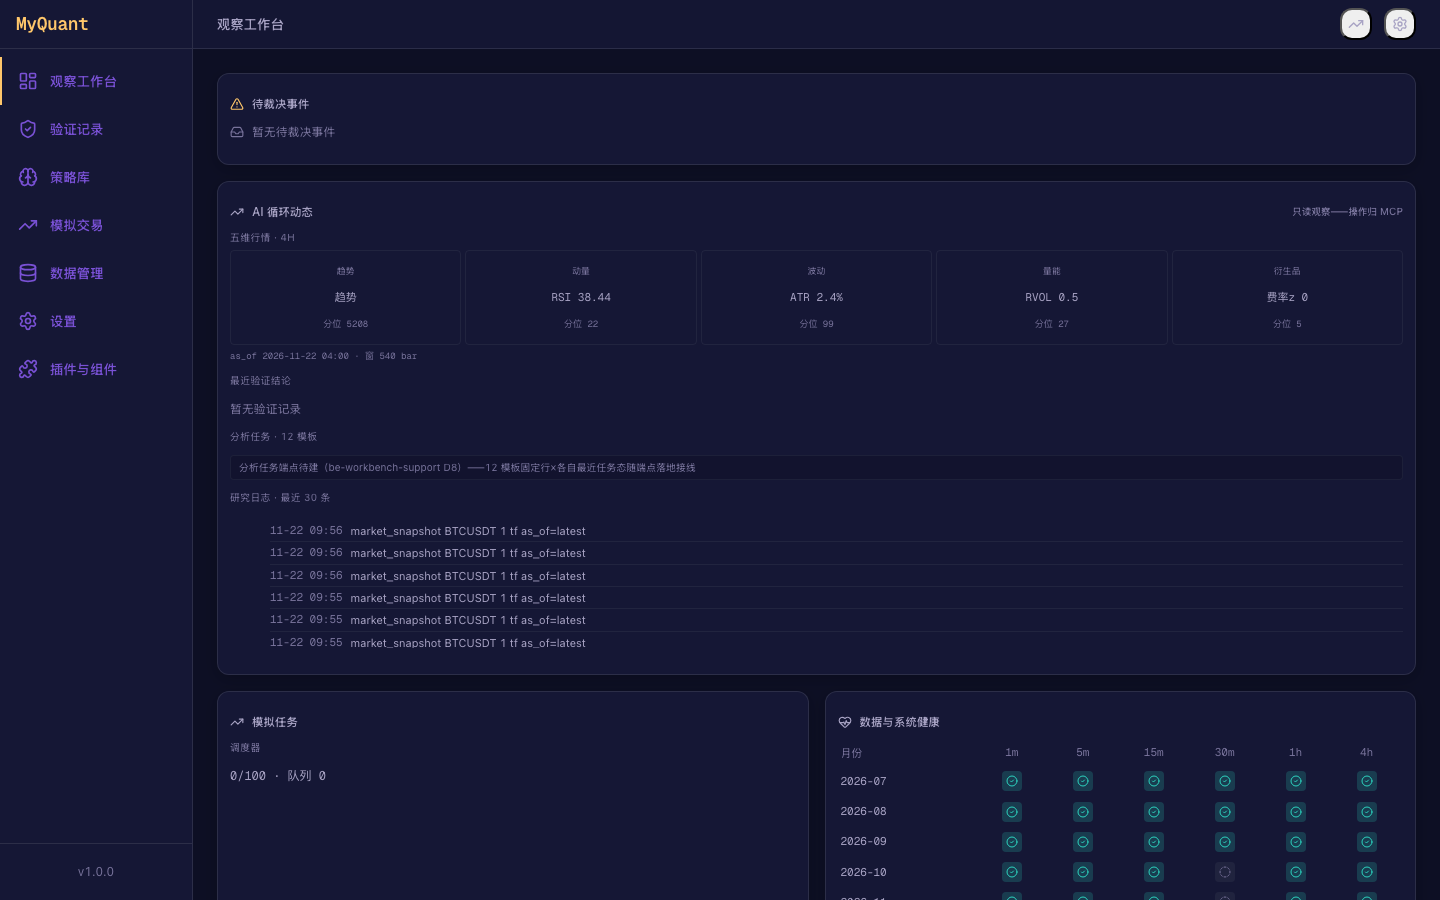 MyQuant
观察工作台
验证记录
策略库
模拟交易
数据管理
设置
插件与组件
v1.0.0
观察工作台
待裁决事件
暂无待裁决事件
AI 循环动态
只读观察——操作归 MCP
五维行情 · 4H
趋势
趋势
分位 5208
动量
RSI 38.44
分位 22
波动
ATR 2.4%
分位 99
量能
RVOL 0.5
分位 27
衍生品
费率z 0
分位 5
as_of 2026-11-22 04:00 · 窗 540 bar
最近验证结论
暂无验证记录
分析任务 · 12 模板
分析任务端点待建（be-workbench-support D8）——12 模板固定行×各自最近任务态随端点落地接线
研究日志 · 最近 30 条
11-22 09:56 market_snapshot BTCUSDT 1 tf as_of=latest
11-22 09:56 market_snapshot BTCUSDT 1 tf as_of=latest
11-22 09:56 market_snapshot BTCUSDT 1 tf as_of=latest
11-22 09:55 market_snapshot BTCUSDT 1 tf as_of=latest
11-22 09:55 market_snapshot BTCUSDT 1 tf as_of=latest
11-22 09:55 market_snapshot BTCUSDT 1 tf as_of=latest
模拟任务
调度器
0/100 · 队列 0
数据与系统健康
月份 1m 5m 15m 30m 1h 4h
2026-07
2026-08
2026-09
2026-10